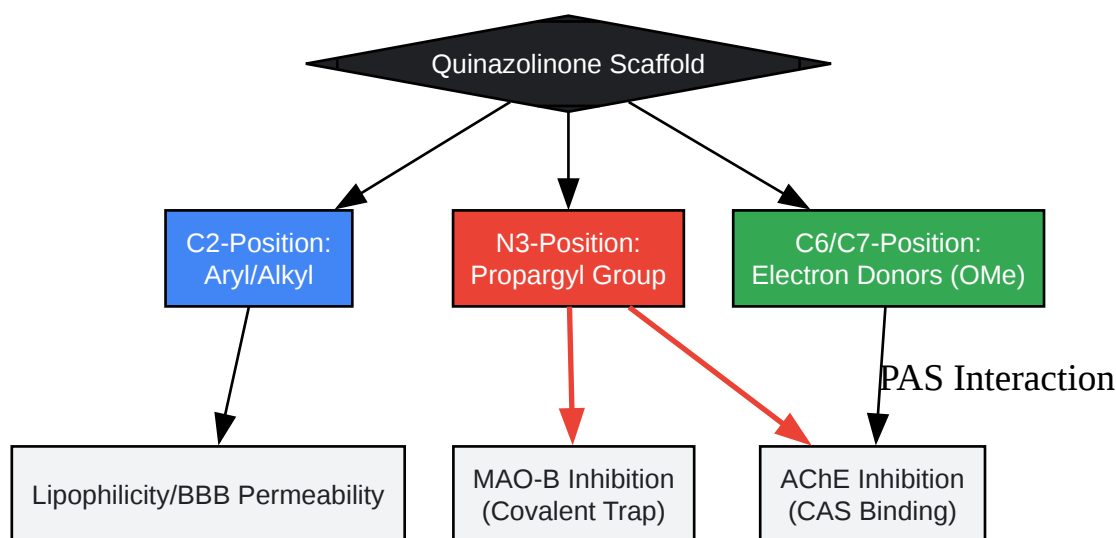 Quinazolinone Scaffold
C2-Position:
Aryl/Alkyl
N3-Position:
Propargyl Group
C6/C7-Position:
Electron Donors (OMe)
PAS Interaction
Lipophilicity/BBB Permeability
MAO-B Inhibition
(Covalent Trap)
AChE Inhibition
(CAS Binding)